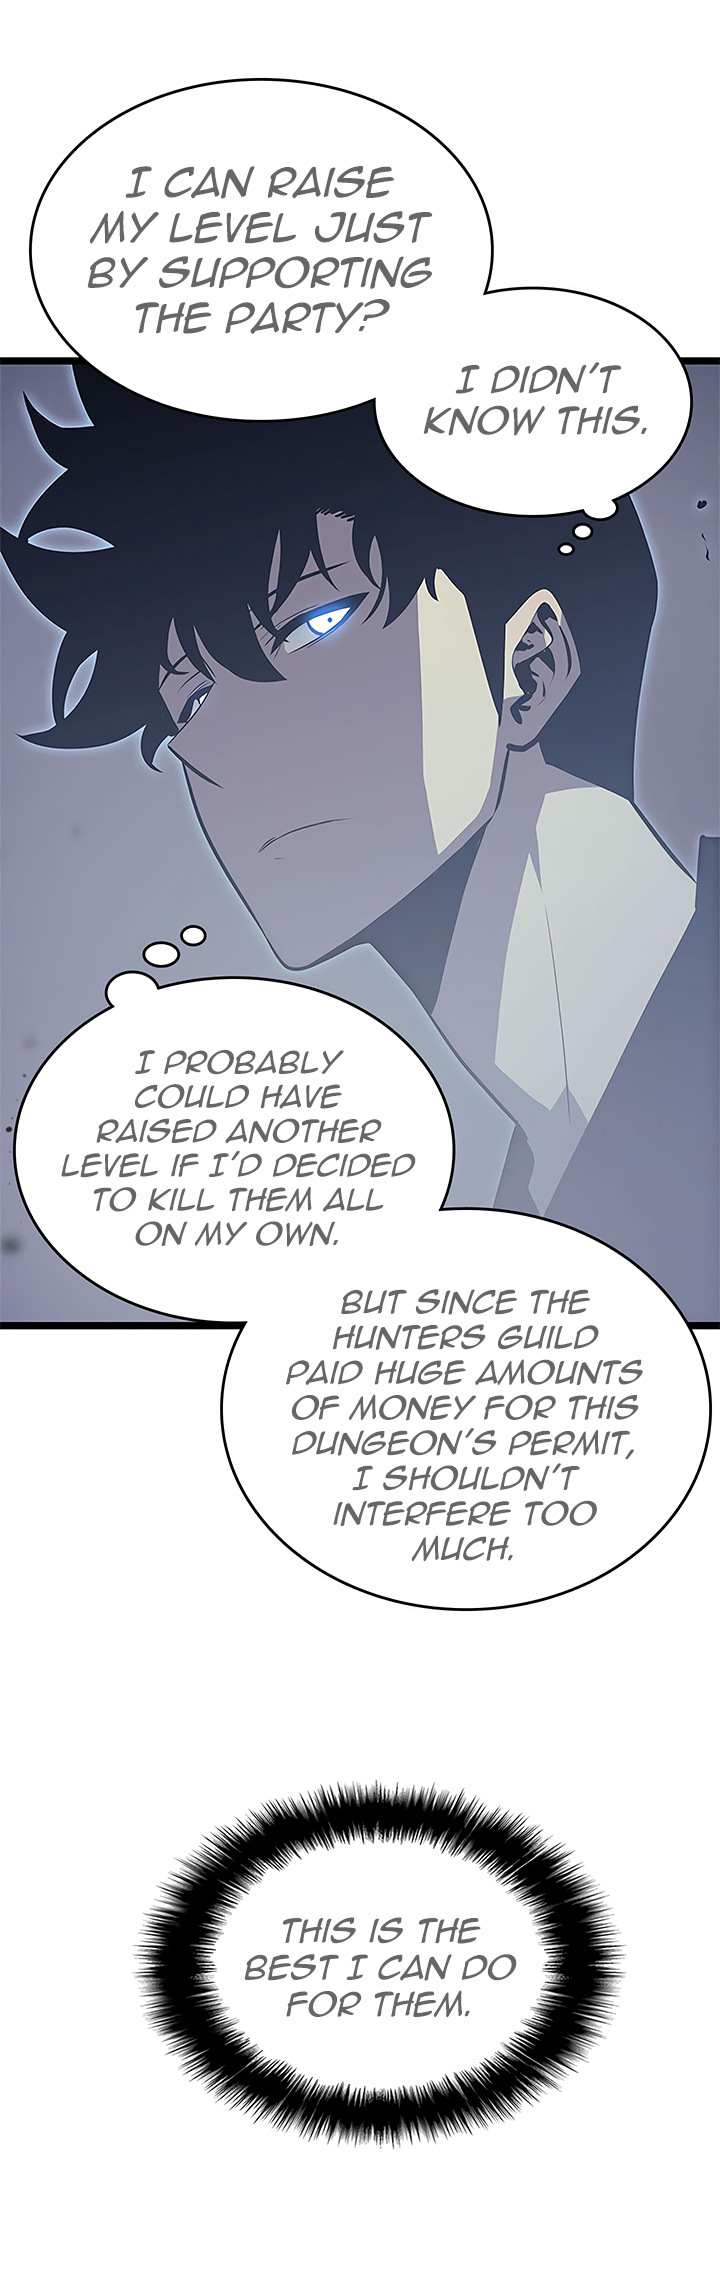 I CAN RAISE
MY LEVEL JUST
BY SUPPORTING
THE PARTY?
I DIDN'T
KNOW THIS.
I PROBABLY
COULD HAVE
RAISED ANOTHER
LEVEL IF I'D DECIDED
TO KILL THEM ALL
ON MY OWN.
BUT SINCE THE
HUNTERS GUILD
PAID HUGE AMOUNTS
OF MONEY FOR THIS
DUNGEON'S PERMIT,
I SHOULDN'T
INTERFERE TOO
MUCH.
THIS IS THE
BEST I CAN DO
FOR THEM.